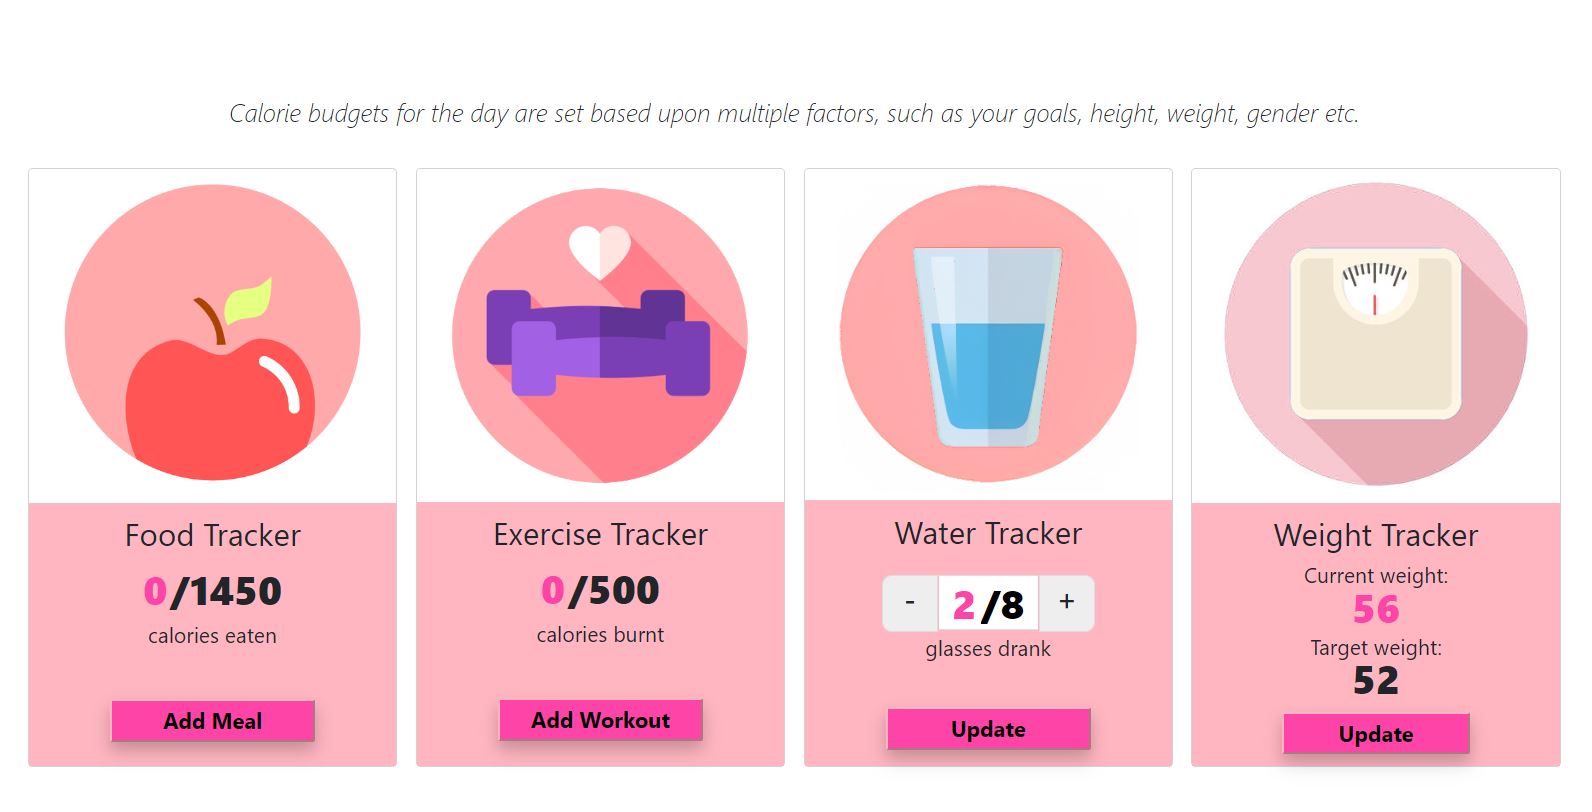 Calorie budgets for the day are set based upon multiple factors, such as your goals, height, weight, gender etc.
Food Tracker
0/1450
calories eaten
Add Meal
Exercise Tracker
0/500
calories burnt
Add Workout
Water Tracker
- 2/8 +
glasses drank
Update
Weight Tracker
Current weight:
56
Target weight:
52
Update